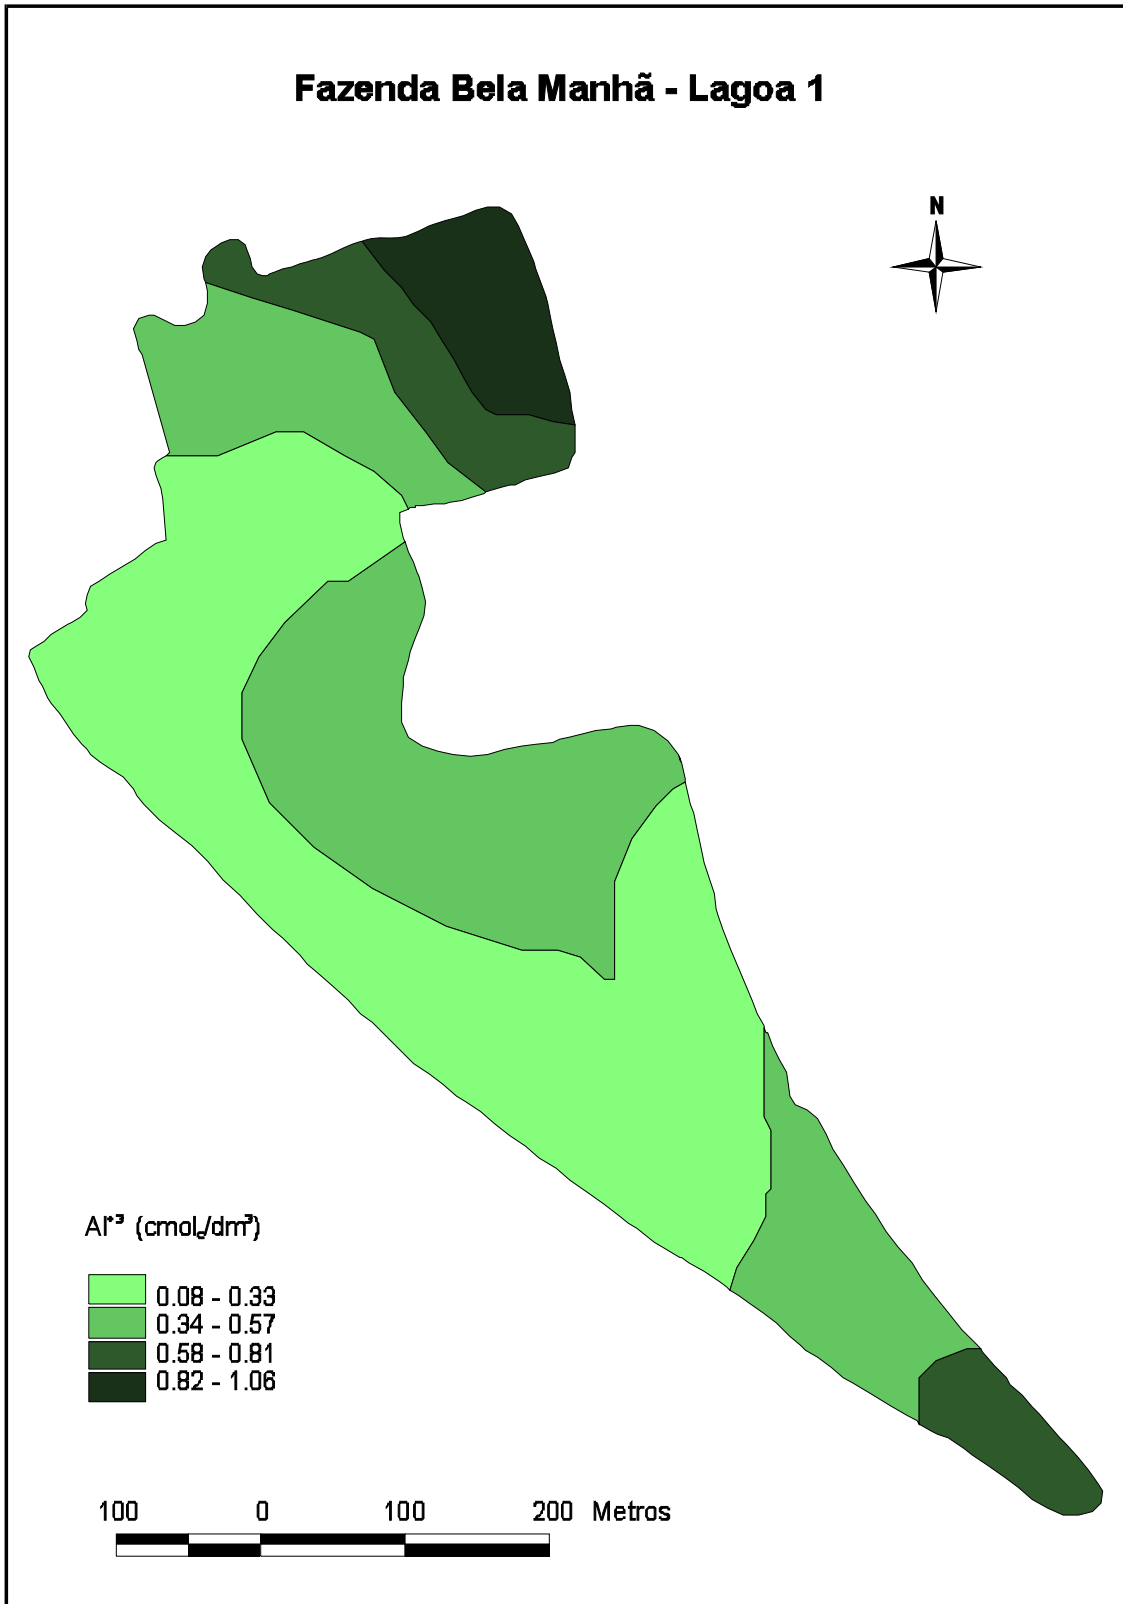 Fazenda Bela Manhã - Lagoa 1
N
Al⁺³ (cmolc/dm³)
0.08 - 0.33
0.34 - 0.57
0.58 - 0.81
0.82 - 1.06
100 0 100 200 Metros